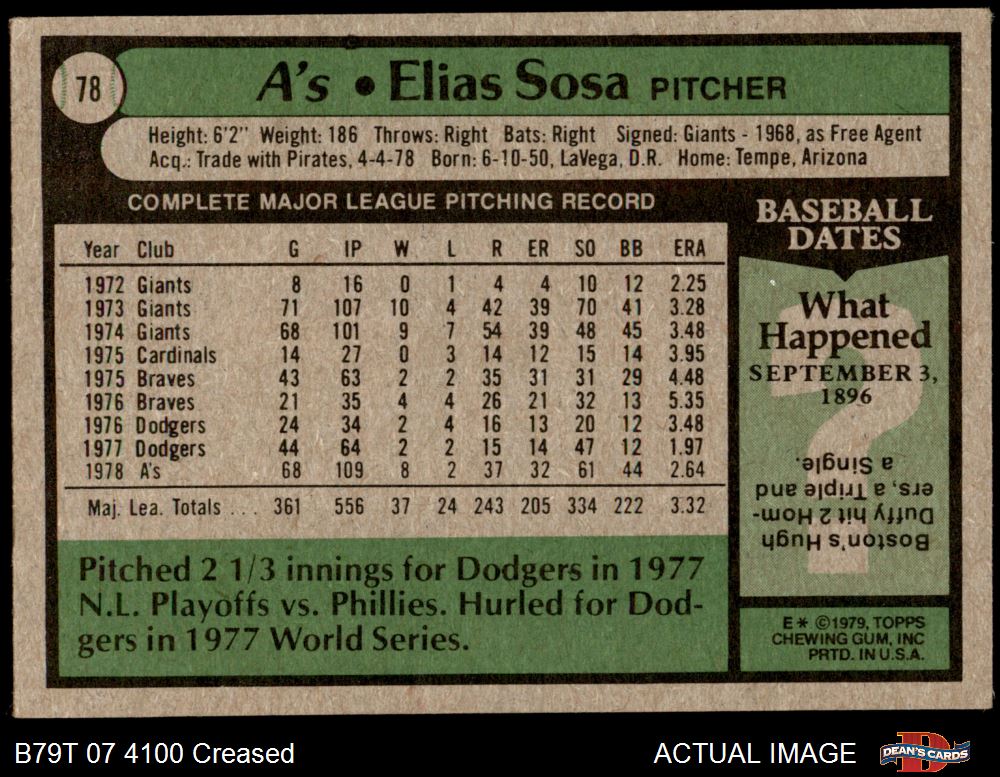 78
A's • Elias Sosa PITCHER
Height: 6'2" Weight: 186 Throws: Right Bats: Right Signed: Giants - 1968, as Free Agent
Acq.: Trade with Pirates, 4-4-78 Born: 6-10-50, LaVega, D.R. Home: Tempe, Arizona
COMPLETE MAJOR LEAGUE PITCHING RECORD
Year Club G IP W L R ER SO BB ERA
1972 Giants 8 16 0 1 4 4 10 12 2.25
1973 Giants 71 107 10 4 42 39 70 41 3.28
1974 Giants 68 101 9 7 54 39 48 45 3.48
1975 Cardinals 14 27 0 3 14 12 15 14 3.95
1975 Braves 43 63 2 2 35 31 31 29 4.48
1976 Braves 21 35 4 4 26 21 32 13 5.35
1976 Dodgers 24 34 2 4 16 13 20 12 3.48
1977 Dodgers 44 64 2 2 15 14 47 12 1.97
1978 A's 68 109 8 2 37 32 61 44 2.64
Maj. Lea. Totals ... 361 556 37 24 243 205 334 222 3.32
Pitched 2 1/3 innings for Dodgers in 1977
N.L. Playoffs vs. Phillies. Hurled for Dod-
gers in 1977 World Series.
BASEBALL
DATES
What
Happened
SEPTEMBER 3,
1896
?
Boston's Hugh
Duffy hit 2 Hom-
ers, a Triple and
a Single.
E * ©1979, TOPPS
CHEWING GUM, INC
PRTD. IN U.S.A.
B79T 07 4100 Creased
ACTUAL IMAGE
DEAN'S CARDS